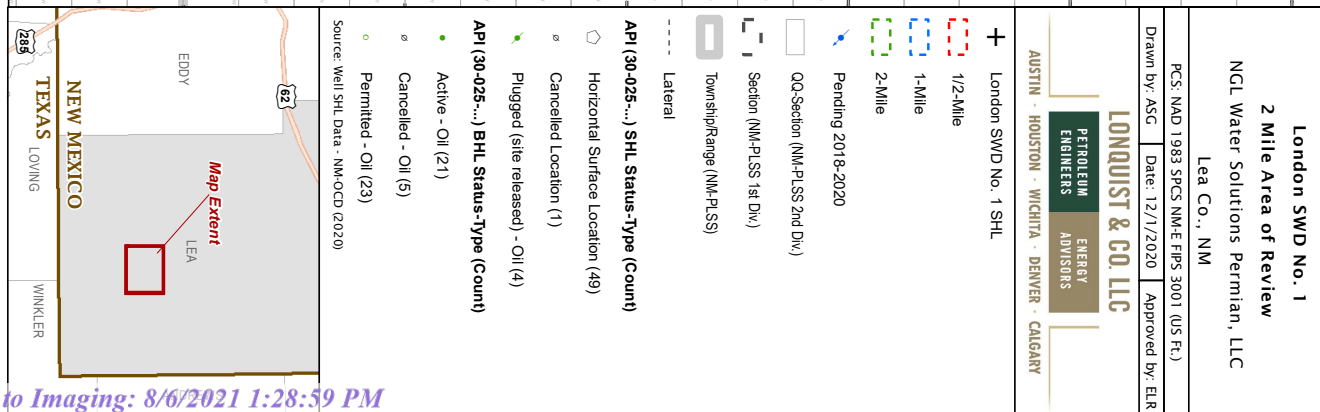 London SWD No. 1
2 Mile Area of Review
NGL Water Solutions Permian, LLC
Lea Co., NM
PCS: NAD 1983 SPCS NM-E FIPS 3001 (US Ft.)
Drawn by: ASG
Date: 12/1/2020
Approved by: ELR
LONQUIST & CO. LLC
PETROLEUM ENGINEERS
ENERGY ADVISORS
AUSTIN · HOUSTON · WICHITA · DENVER · CALGARY
London SWD No. 1 SHL
1/2-Mile
1-Mile
2-Mile
Pending 2018-2020
QQ-Section (NM-PLSS 2nd Div.)
Section (NM-PLSS 1st Div.)
Township/Range (NM-PLSS)
Lateral
API (30-025-...) SHL Status-Type (Count)
Horizontal Surface Location (49)
Cancelled Location (1)
Plugged (site released) - Oil (4)
API (30-025-...) BHL Status-Type (Count)
Active - Oil (21)
Cancelled - Oil (5)
Permitted - Oil (23)
Source: Well SHL Data - NM-OCD (2020)
62
EDDY
285
Map Extent
LEA
NEW MEXICO
TEXAS
LOVING
WINKLER
ANDREWS
to Imaging: 8/6/2021 1:28:59 PM